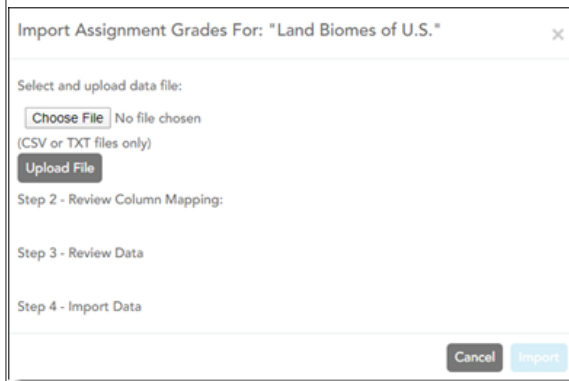 Import Assignment Grades For: "Land Biomes of U.S."
×
Select and upload data file:
Choose File No file chosen
(CSV or TXT files only)
Upload File
Step 2 - Review Column Mapping:
Step 3 - Review Data
Step 4 - Import Data
Cancel Import